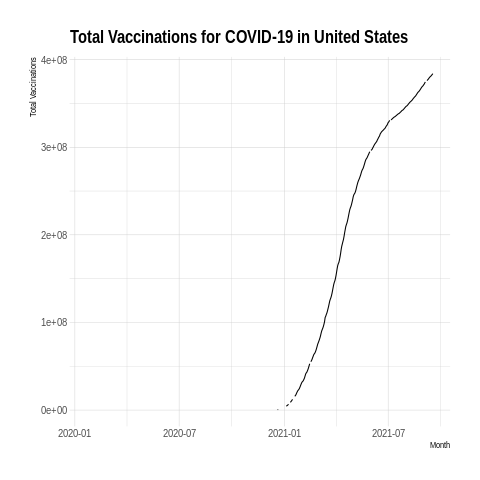 Total Vaccinations for COVID-19 in United States
Total Vaccinations
4e+08
3e+08
2e+08
1e+08
0e+00
2020-01
2020-07
2021-01
2021-07
Month